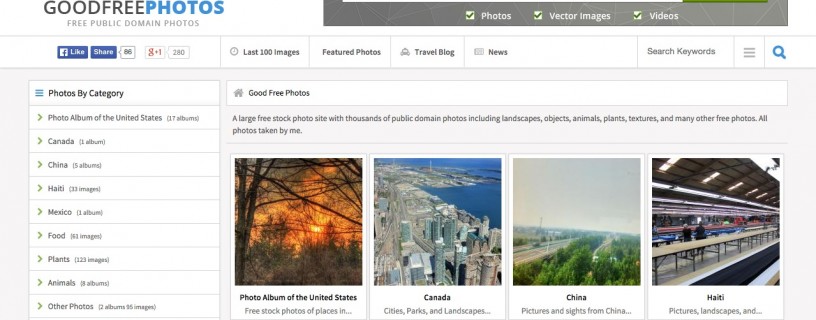 GOODFREEPHOTOS
FREE PUBLIC DOMAIN PHOTOS
Photos Vector Images Videos
Like Share 86 +1 280
Last 100 Images Featured Photos Travel Blog News
Search Keywords
Photos By Category
Photo Album of the United States (17 albums)
Canada (1 album)
China (5 albums)
Haiti (33 images)
Mexico (1 album)
Food (61 images)
Plants (123 images)
Animals (8 albums)
Other Photos (2 albums 95 images)
Good Free Photos
A large free stock photo site with thousands of public domain photos including landscapes, objects, animals, plants, textures, and many other free photos. All
photos taken by me.
Photo Album of the United States
Free stock photos of places in...
Canada
Cities, Parks, and Landscapes...
China
Pictures and sights from China...
Haiti
Pictures, landscapes, and...